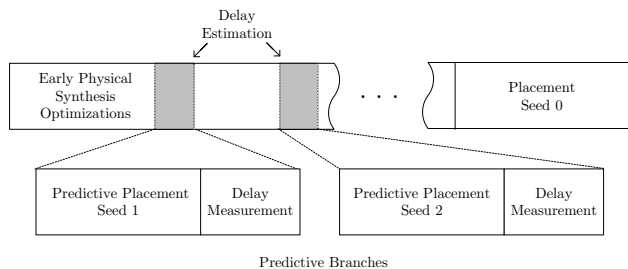 Delay
Estimation
Early Physical
Synthesis
Optimizations
. . .
Placement
Seed 0
Predictive Placement
Seed 1
Delay
Measurement
Predictive Placement
Seed 2
Delay
Measurement
Predictive Branches